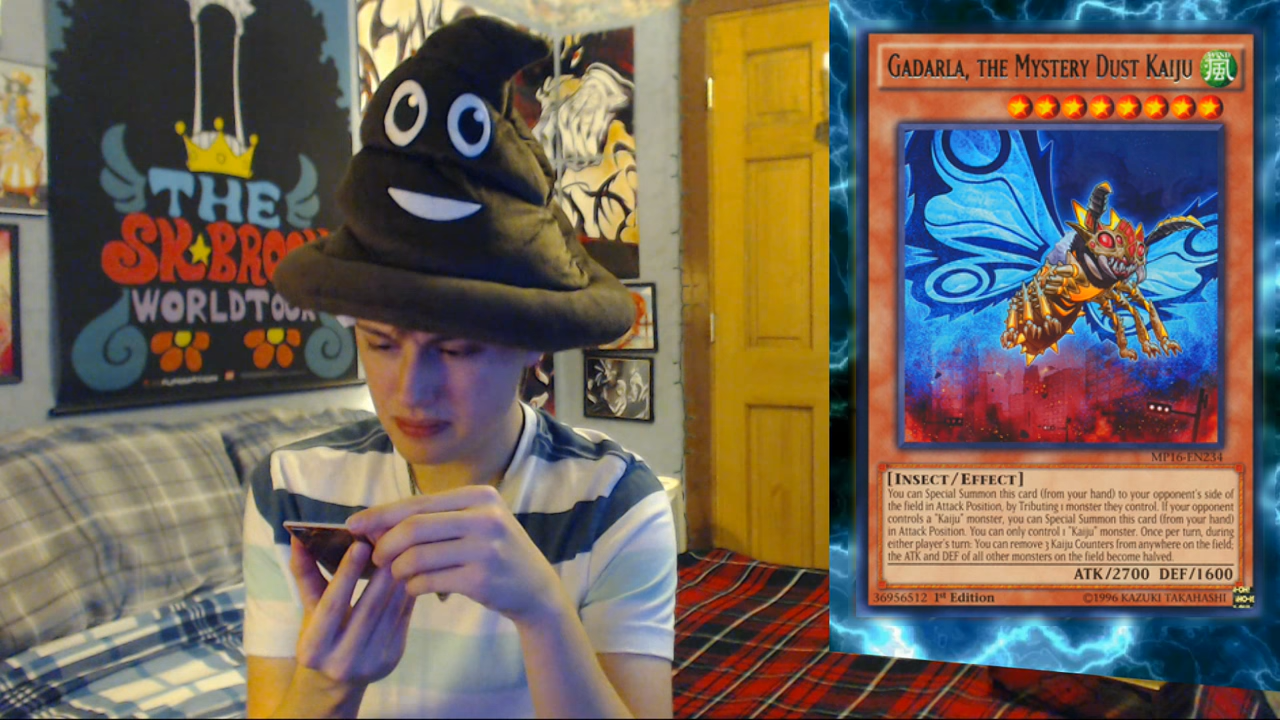 THE
SK★BRO
WORLD TOUR
GADARLA, THE MYSTERY DUST KAIJU
WIND
風
MP16-EN234
[INSECT/EFFECT]
You can Special Summon this card (from your hand) to your opponent's side of
the field in Attack Position, by Tributing 1 monster they control. If your opponent
controls a "Kaiju" monster, you can Special Summon this card (from your hand)
in Attack Position. You can only control 1 "Kaiju" monster. Once per turn, during
either player's turn: You can remove 3 Kaiju Counters from anywhere on the field;
the ATK and DEF of all other monsters on the field become halved.
ATK/2700 DEF/1600
36956512 1st Edition ©1996 KAZUKI TAKAHASHI